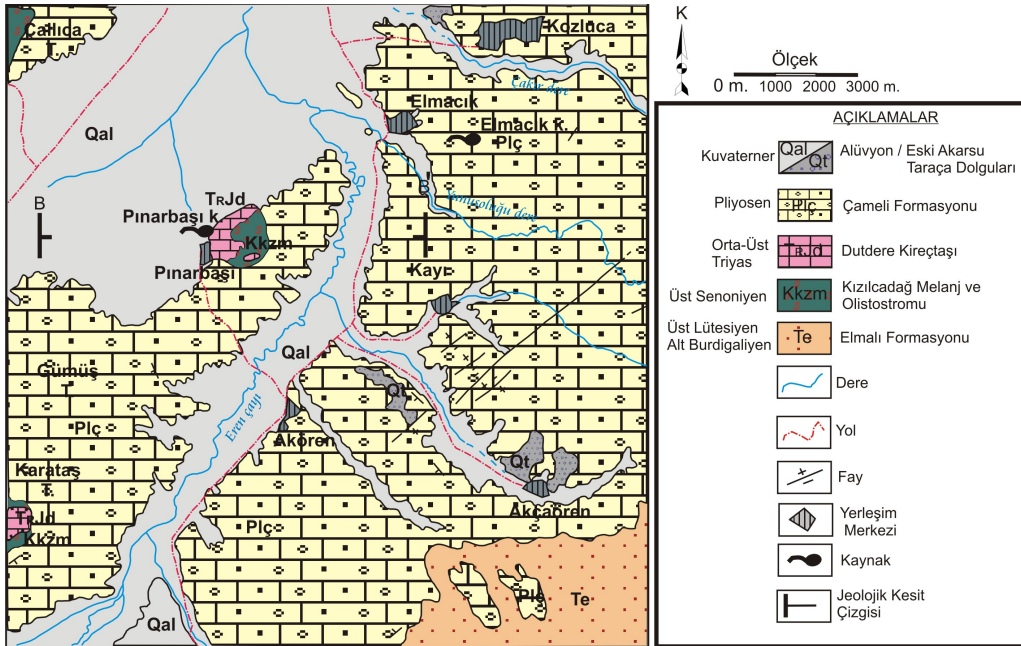 Çallıca
T.
Kozluca
Çakır dere
Elmacık
Elmacık k.
Plç
Qal
B
B'
Yunusoluğu dere
TRJd
Pınarbaşı k.
Kkzm
Pınarbaşı
Kayı
Qal
Gümüş
T
Plç
Eren çayı
Qt
Akören
Qt
Karataş
T.
TRJd
Kkzm
Plç
Akçaören
Plç
Te
Qal
K
Ölçek
0 m. 1000 2000 3000 m.
AÇIKLAMALAR
Kuvaterner Qal Qt Alüvyon / Eski Akarsu
Taraça Dolguları
Pliyosen Plç Çameli Formasyonu
Orta-Üst
Triyas TRJd Dutdere Kireçtaşı
Üst Senoniyen Kkzm Kızılcadağ Melanj ve
Olistostromu
Üst Lütesiyen
Alt Burdigaliyen Te Elmalı Formasyonu
Dere
Yol
Fay
Yerleşim
Merkezi
Kaynak
Jeolojik Kesit
Çizgisi